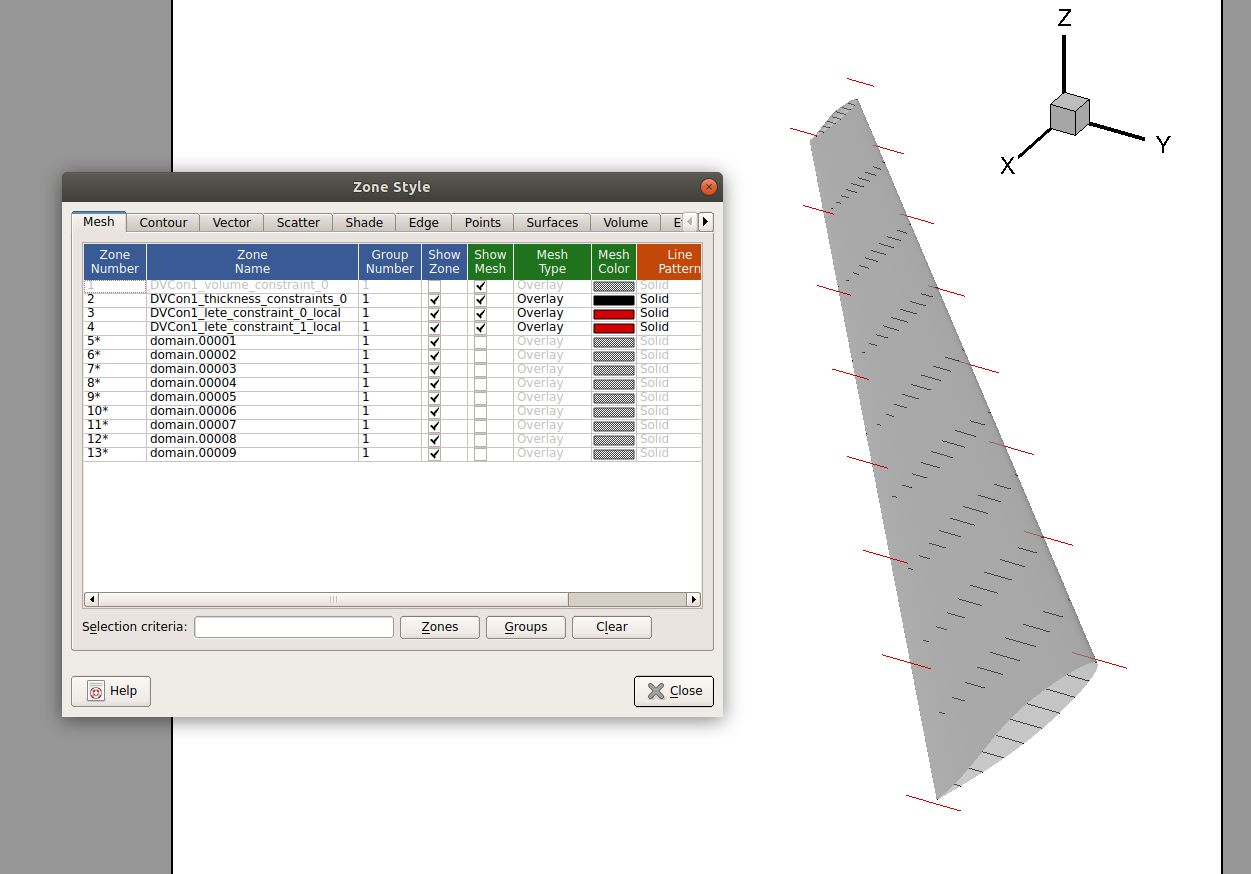 Z
Y
X
Zone Style
Mesh Contour Vector Scatter Shade Edge Points Surfaces Volume E
Zone Number Zone Name Group Number Show Zone Show Mesh Mesh Type Mesh Color Line Pattern
1 DVCon1_volume_constraint_0 1 Solid Overlay
2 DVCon1_thickness_constraints_0 1 Overlay Solid
3 DVCon1_lete_constraint_0_local 1 Overlay Solid
4 DVCon1_lete_constraint_1_local 1 Overlay Solid
5* domain.00001 1 Overlay Solid
6* domain.00002 1 Overlay Solid
7* domain.00003 1 Overlay Solid
8* domain.00004 1 Overlay Solid
9* domain.00005 1 Overlay Solid
10* domain.00006 1 Overlay Solid
11* domain.00007 1 Overlay Solid
12* domain.00008 1 Overlay Solid
13* domain.00009 1 Overlay Solid
Selection criteria: Zones Groups Clear
Help Close